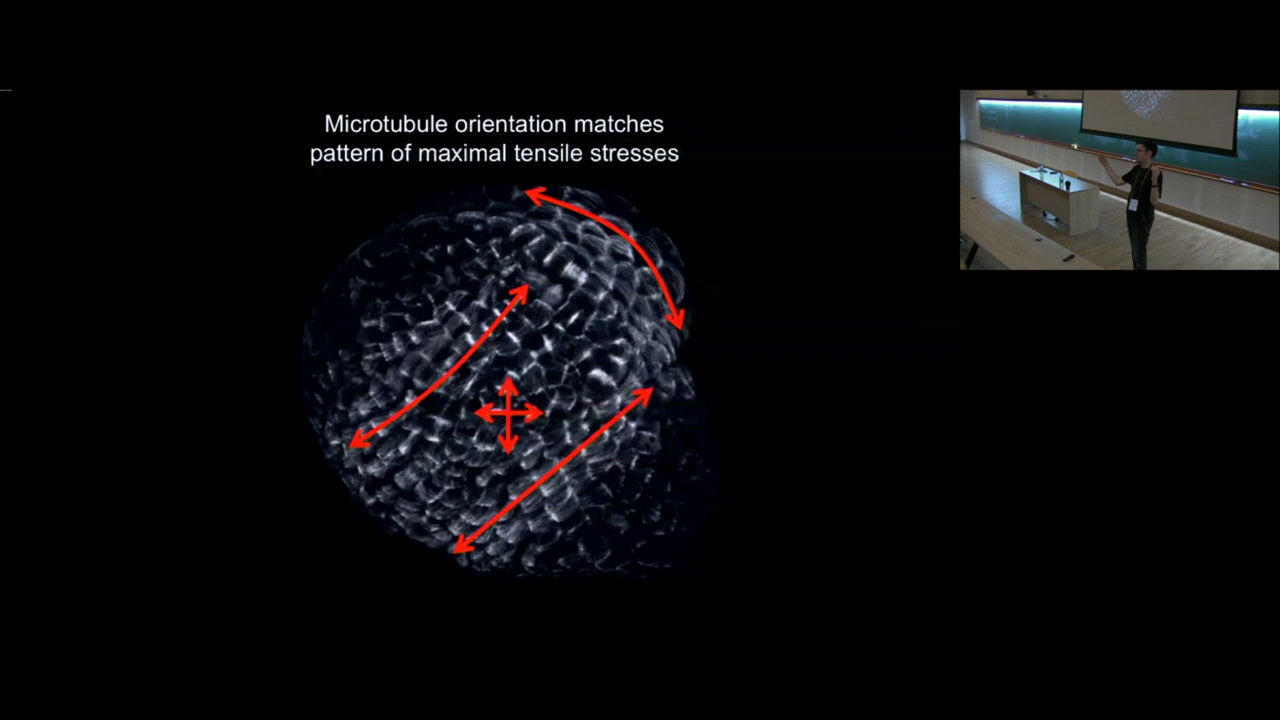 Microtubule orientation matches
pattern of maximal tensile stresses